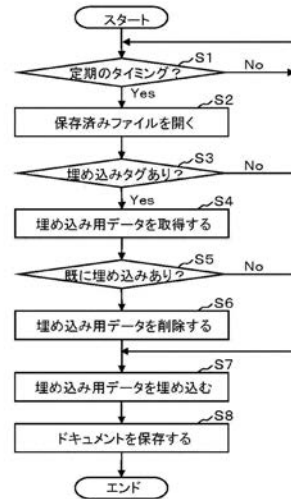 スタート
S1
定期のタイミング?
No
Yes
S2
保存済みファイルを開く
S3
埋め込みタグあり?
No
Yes
S4
埋め込み用データを取得する
S5
既に埋め込みあり?
No
S6
埋め込み用データを削除する
S7
埋め込み用データを埋め込む
S8
ドキュメントを保存する
エンド